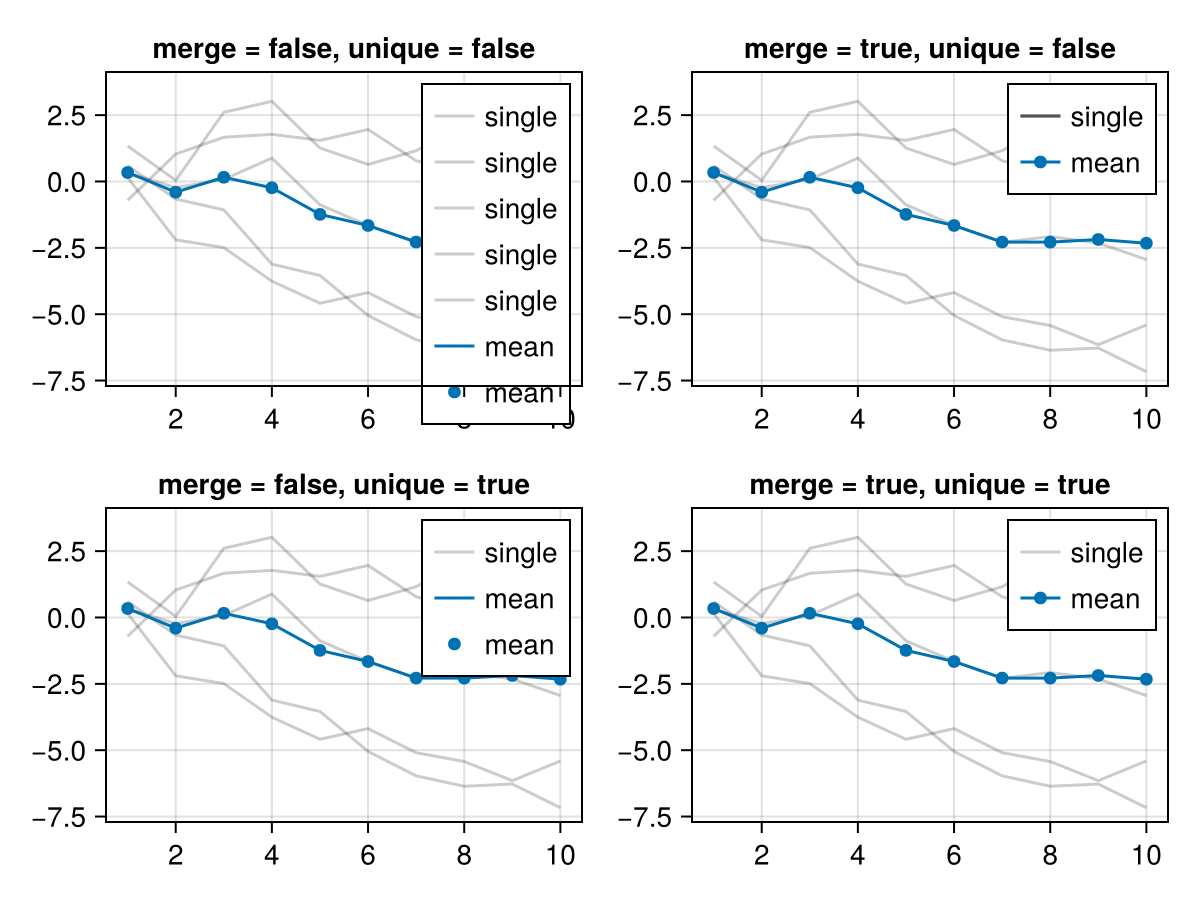 merge = false, unique = false
2.5
0.0
−2.5
−5.0
−7.5
single
single
single
single
single
mean
mean
2
4
6
merge = true, unique = false
2.5
0.0
−2.5
−5.0
−7.5
single
mean
2
4
6
8
10
merge = false, unique = true
2.5
0.0
−2.5
−5.0
−7.5
single
mean
mean
2
4
6
8
10
merge = true, unique = true
2.5
0.0
−2.5
−5.0
−7.5
single
mean
2
4
6
8
10